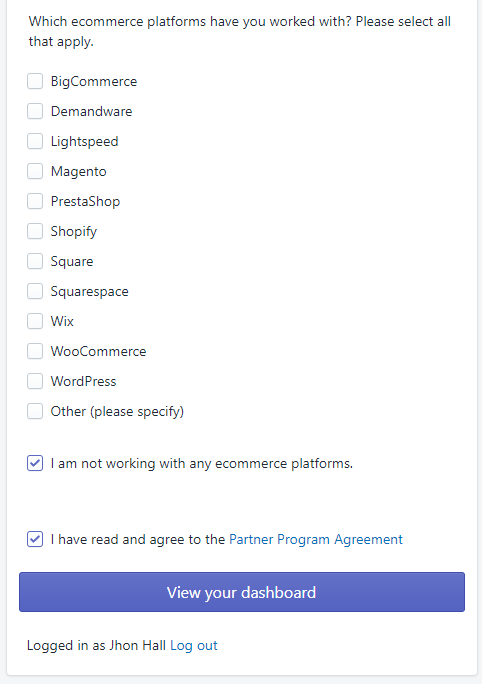 Which ecommerce platforms have you worked with? Please select all
that apply.
BigCommerce
Demandware
Lightspeed
Magento
PrestaShop
Shopify
Square
Squarespace
Wix
WooCommerce
WordPress
Other (please specify)
I am not working with any ecommerce platforms.
I have read and agree to the Partner Program Agreement
View your dashboard
Logged in as Jhon Hall Log out